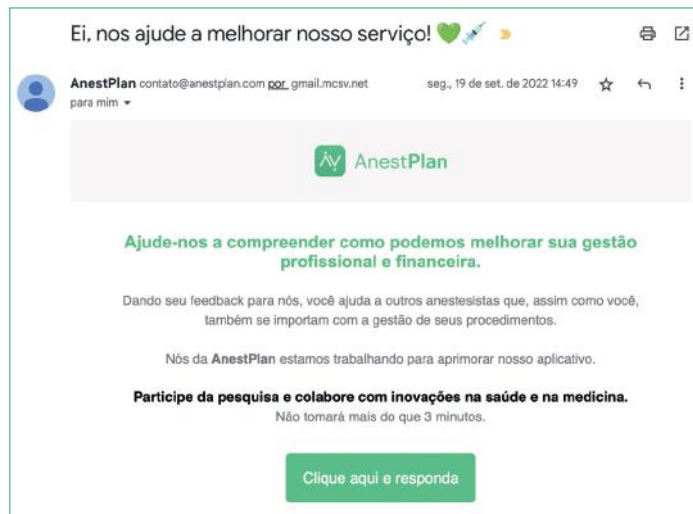 Ei, nos ajude a melhorar nosso serviço! 💚💉
AnestPlan contato@anestplan.com por gmail.mcsv.net seg., 19 de set. de 2022 14:49
para mim
AnestPlan
Ajude-nos a compreender como podemos melhorar sua gestão
profissional e financeira.
Dando seu feedback para nós, você ajuda a outros anestesistas que, assim como você,
também se importam com a gestão de seus procedimentos.
Nós da AnestPlan estamos trabalhando para aprimorar nosso aplicativo.
Participe da pesquisa e colabore com inovações na saúde e na medicina.
Não tomará mais do que 3 minutos.
Clique aqui e responda